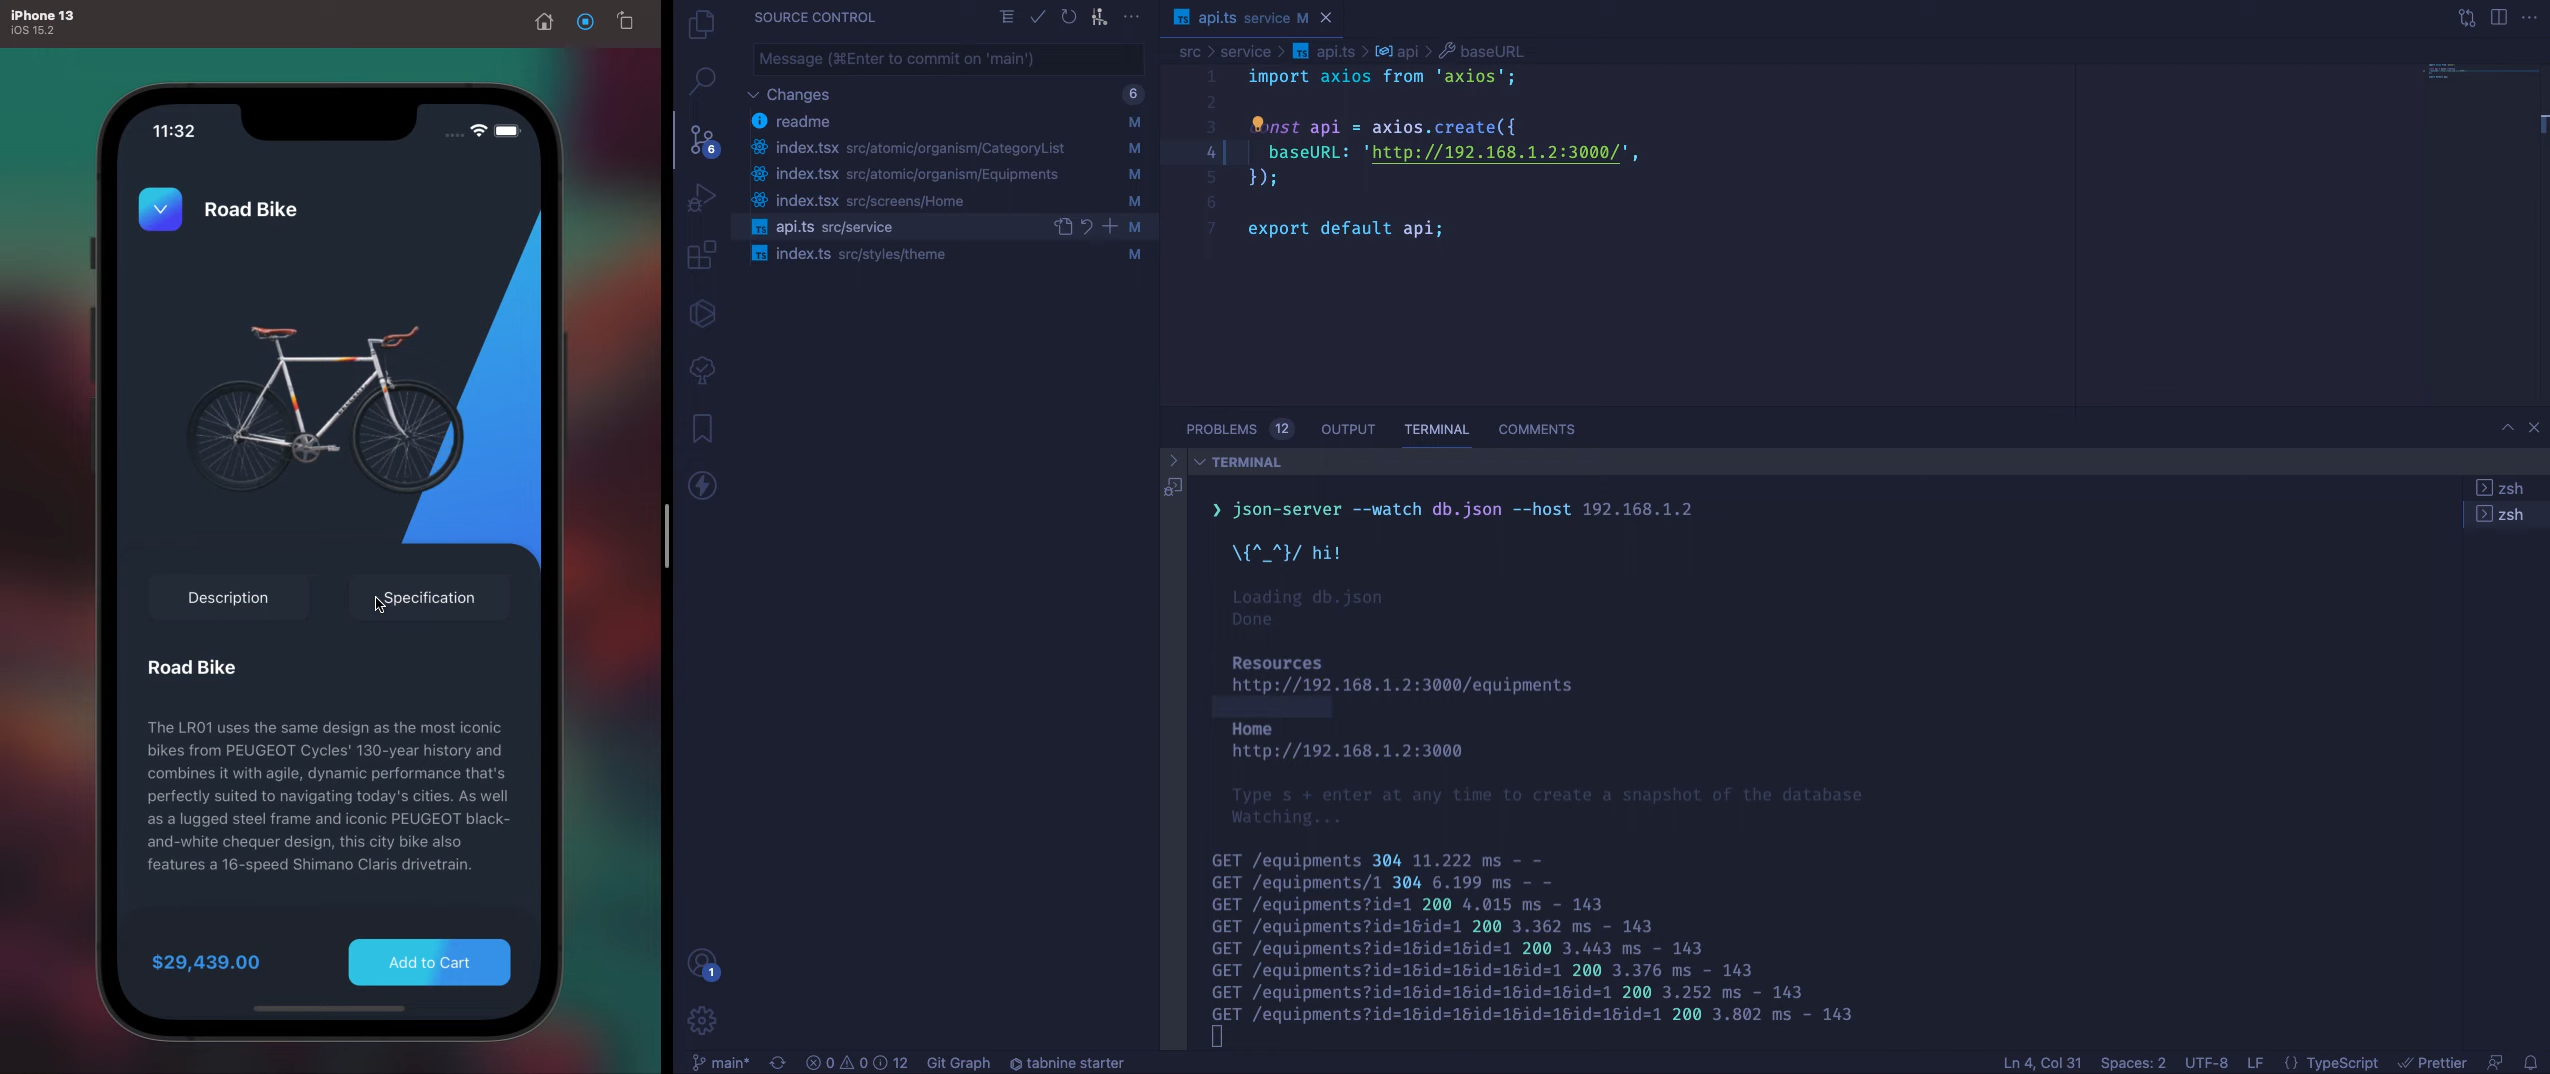 iPhone 13
iOS 15.2
11:32
Road Bike
Description
Specification
Road Bike
The LR01 uses the same design as the most iconic
bikes from PEUGEOT Cycles' 130-year history and
combines it with agile, dynamic performance that's
perfectly suited to navigating today's cities. As well
as a lugged steel frame and iconic PEUGEOT black-
and-white chequer design, this city bike also
features a 16-speed Shimano Claris drivetrain.
$29,439.00
Add to Cart
6
1
SOURCE CONTROL
Message (⌘Enter to commit on 'main')
Changes 6
readme M
index.tsx src/atomic/organism/CategoryList M
index.tsx src/atomic/organism/Equipments M
index.tsx src/screens/Home M
TS api.ts src/service M
TS index.ts src/styles/theme M
TS api.ts service M
src > service > TS api.ts > api > baseURL
1 import axios from 'axios';
2
3 const api = axios.create({
4 baseURL: 'http://192.168.1.2:3000/',
5 });
6
7 export default api;
PROBLEMS 12 OUTPUT TERMINAL COMMENTS
TERMINAL
zsh
zsh
❯ json-server --watch db.json --host 192.168.1.2
\{^_^}/ hi!
Loading db.json
Done
Resources
http://192.168.1.2:3000/equipments
Home
http://192.168.1.2:3000
Type s + enter at any time to create a snapshot of the database
Watching...
GET /equipments 304 11.222 ms - -
GET /equipments/1 304 6.199 ms - -
GET /equipments?id=1 200 4.015 ms - 143
GET /equipments?id=1&id=1 200 3.362 ms - 143
GET /equipments?id=1&id=1&id=1 200 3.443 ms - 143
GET /equipments?id=1&id=1&id=1&id=1 200 3.376 ms - 143
GET /equipments?id=1&id=1&id=1&id=1&id=1 200 3.252 ms - 143
GET /equipments?id=1&id=1&id=1&id=1&id=1&id=1 200 3.802 ms - 143
main* 0 0 12 Git Graph tabnine starter
Ln 4, Col 31 Spaces: 2 UTF-8 LF {} TypeScript Prettier